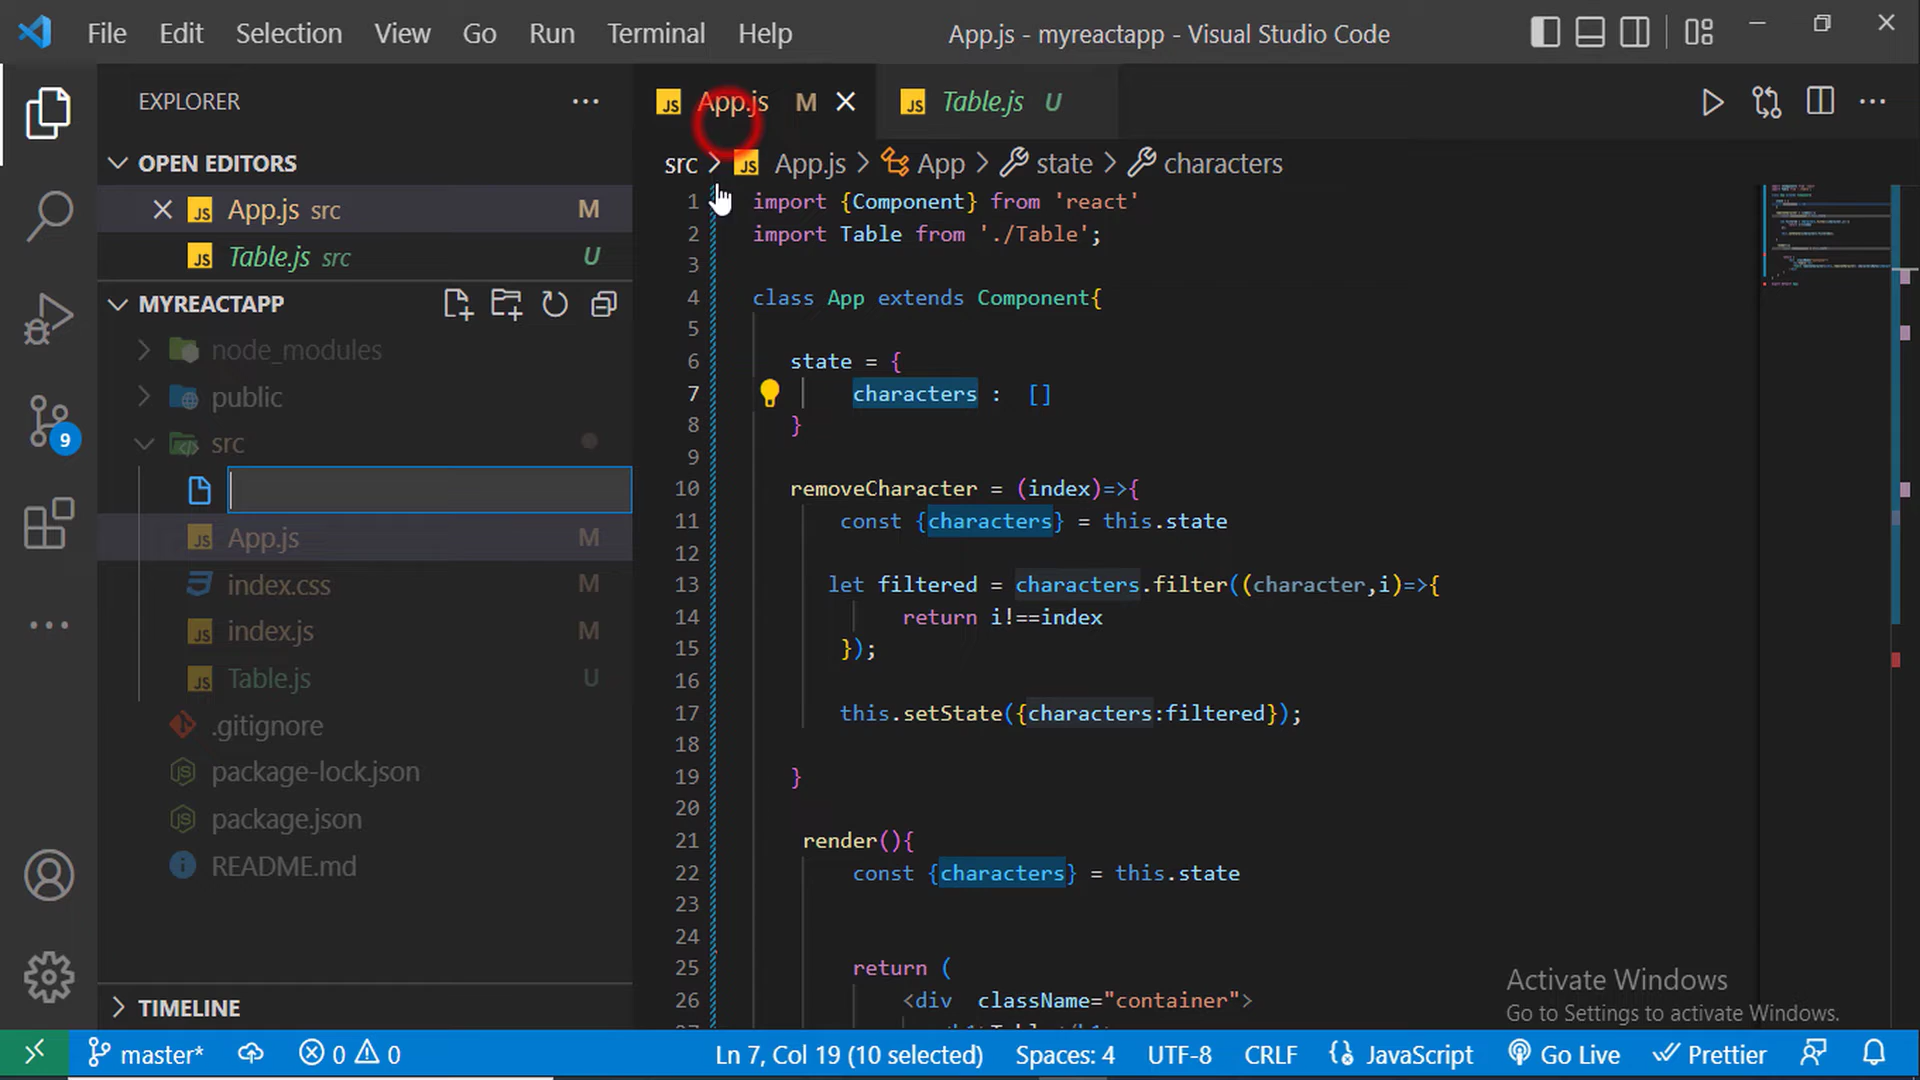 File Edit Selection View Go Run Terminal Help App.js - myreactapp - Visual Studio Code
EXPLORER
OPEN EDITORS
App.js src M
Table.js src U
MYREACTAPP
node_modules
public
src
App.js M
index.css M
index.js M
Table.js U
.gitignore
package-lock.json
package.json
README.md
TIMELINE
App.js M Table.js U
src > App.js > App > state > characters
1 import {Component} from 'react'
2 import Table from './Table';
3
4 class App extends Component{
5
6 state = {
7 characters : []
8 }
9
10 removeCharacter = (index)=>{
11 const {characters} = this.state
12
13 let filtered = characters.filter((character,i)=>{
14 return i!==index
15 });
16
17 this.setState({characters:filtered});
18
19 }
20
21 render(){
22 const {characters} = this.state
23
24
25 return (
26 <div className="container">
Activate Windows
Go to Settings to activate Windows.
9
master* 0 0 Ln 7, Col 19 (10 selected) Spaces: 4 UTF-8 CRLF JavaScript Go Live Prettier